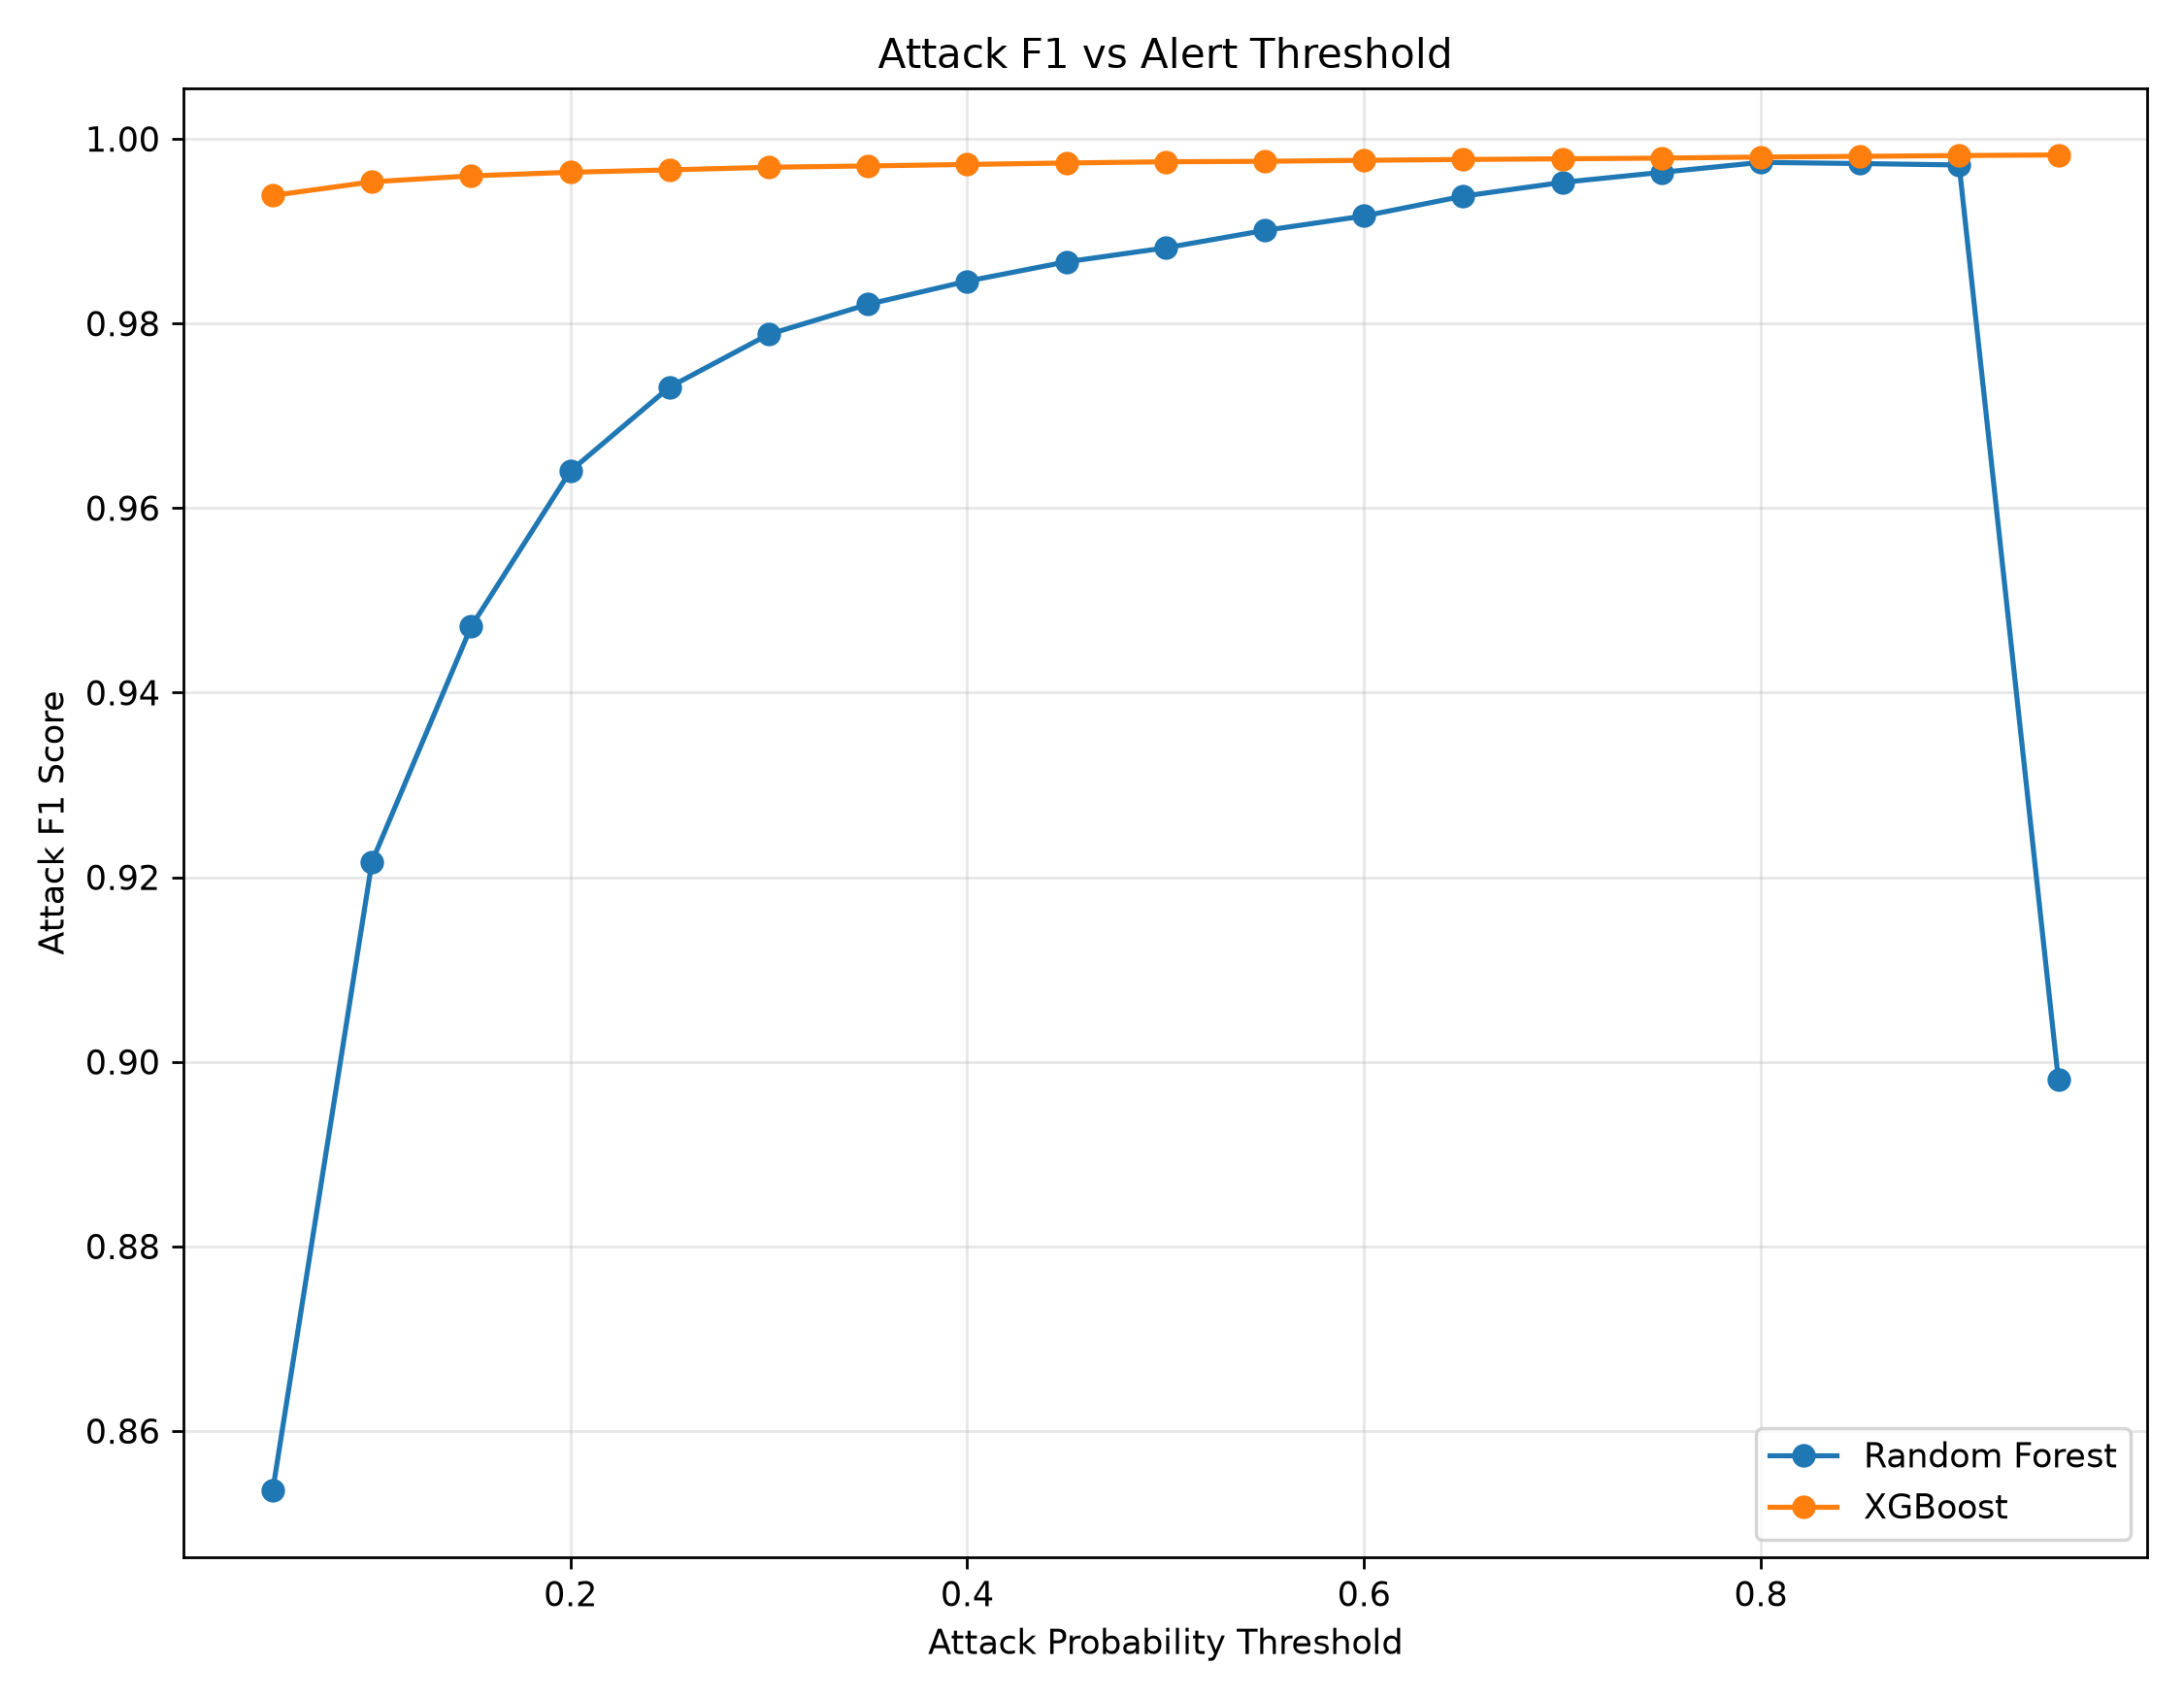 Attack F1 vs Alert Threshold
1.00
0.98
0.96
0.94
0.92
0.90
0.88
0.86
Attack F1 Score
0.2
0.4
0.6
0.8
Attack Probability Threshold
Random Forest
XGBoost